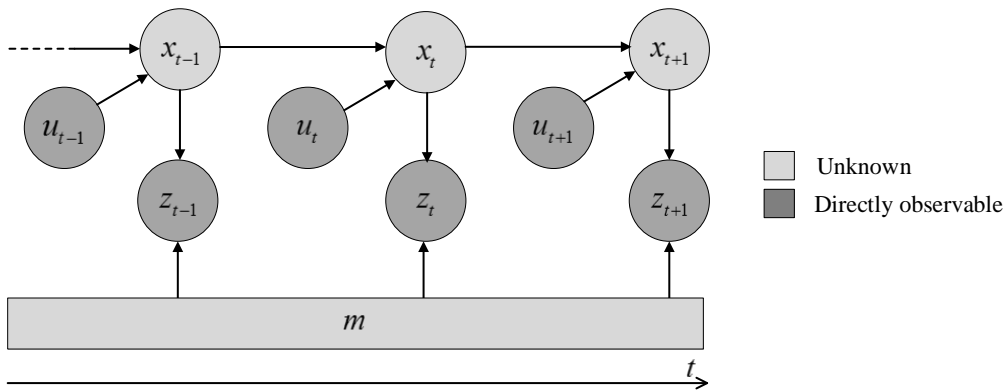 x_{t-1}
x_t
x_{t+1}
u_{t-1}
u_t
u_{t+1}
z_{t-1}
z_t
z_{t+1}
Unknown
Directly observable
m
t